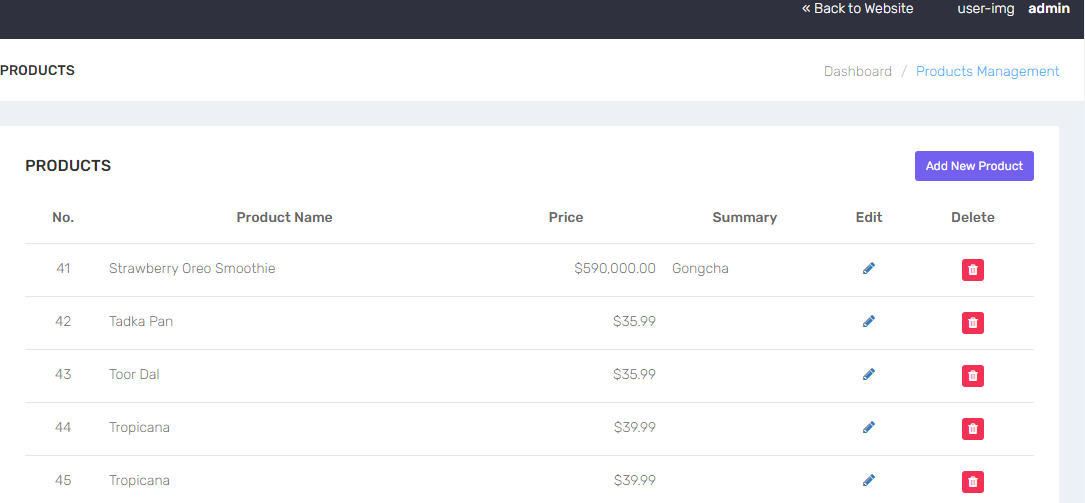 « Back to Website user-img admin
PRODUCTS Dashboard / Products Management
PRODUCTS Add New Product
No. Product Name Price Summary Edit Delete
41 Strawberry Oreo Smoothie $590,000.00 Gongcha
42 Tadka Pan $35.99
43 Toor Dal $35.99
44 Tropicana $39.99
45 Tropicana $39.99